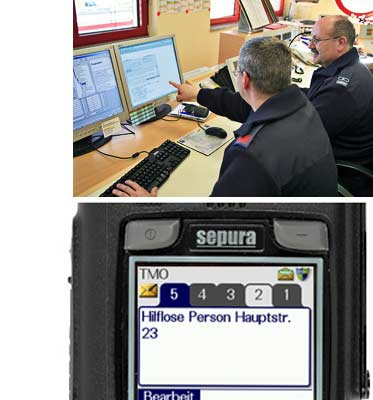 sepura
TMO
5 4 3 2 1
Hilflose Person Hauptstr.
23
Bearbeit